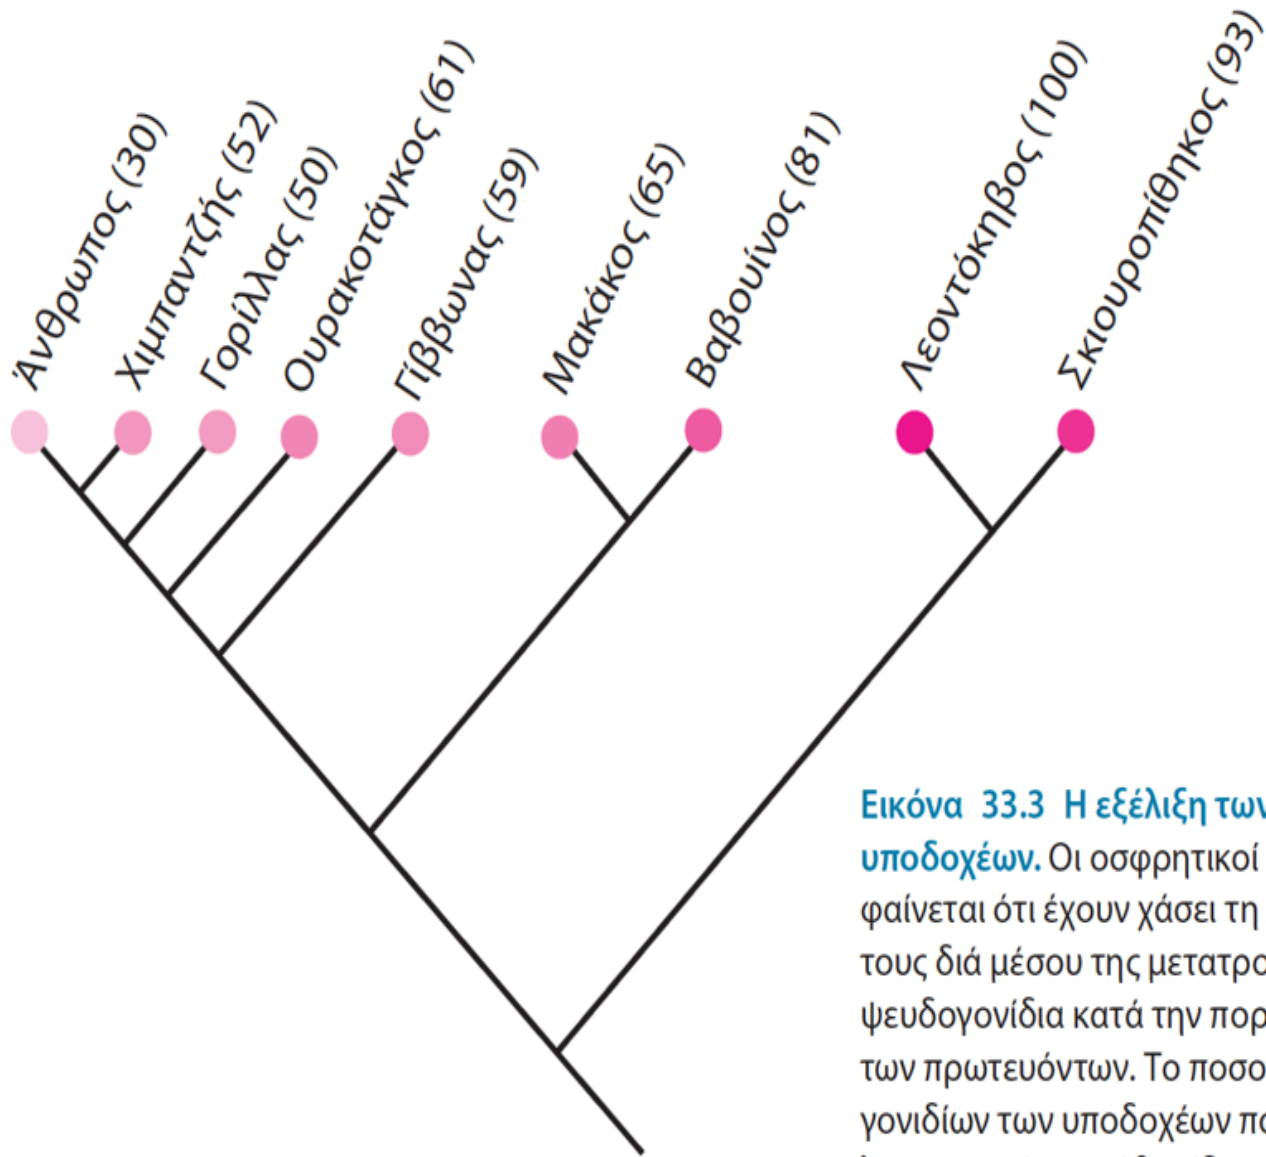 Άνθρωπος (30)
Χιμπαντζής (52)
Γορίλλας (50)
Ουρακοτάγκος (61)
Γίββωνας (59)
Μακάκος (65)
Βαβουίνος (81)
Λεοντόκηβος (100)
Σκιουροπίθηκος (93)
Εικόνα 33.3 Η εξέλιξη των
υποδοχέων. Οι οσφρητικοί
φαίνεται ότι έχουν χάσει τη
τους διά μέσου της μετατρο
ψευδογονίδια κατά την πορ
των πρωτευόντων. Το ποσο
γονιδίων των υποδοχέων πο